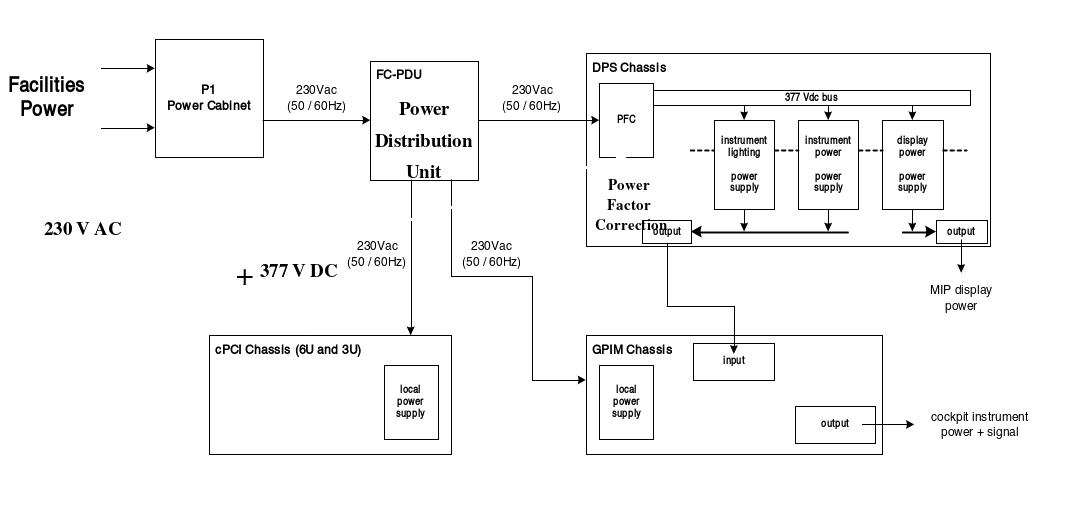 Facilities
Power
P1
Power Cabinet
230Vac
(50 / 60Hz)
FC-PDU
Power
Distribution
Unit
230Vac
(50 / 60Hz)
DPS Chassis
PFC
377 Vdc bus
instrument
lighting
power
supply
instrument
power
power
supply
display
power
power
supply
Power
Factor
Correction
output
output
MIP display
power
230 V AC
+ 377 V DC
230Vac
(50 / 60Hz)
230Vac
(50 / 60Hz)
cPCI Chassis (6U and 3U)
local
power
supply
GPIM Chassis
local
power
supply
input
output
cockpit instrument
power + signal